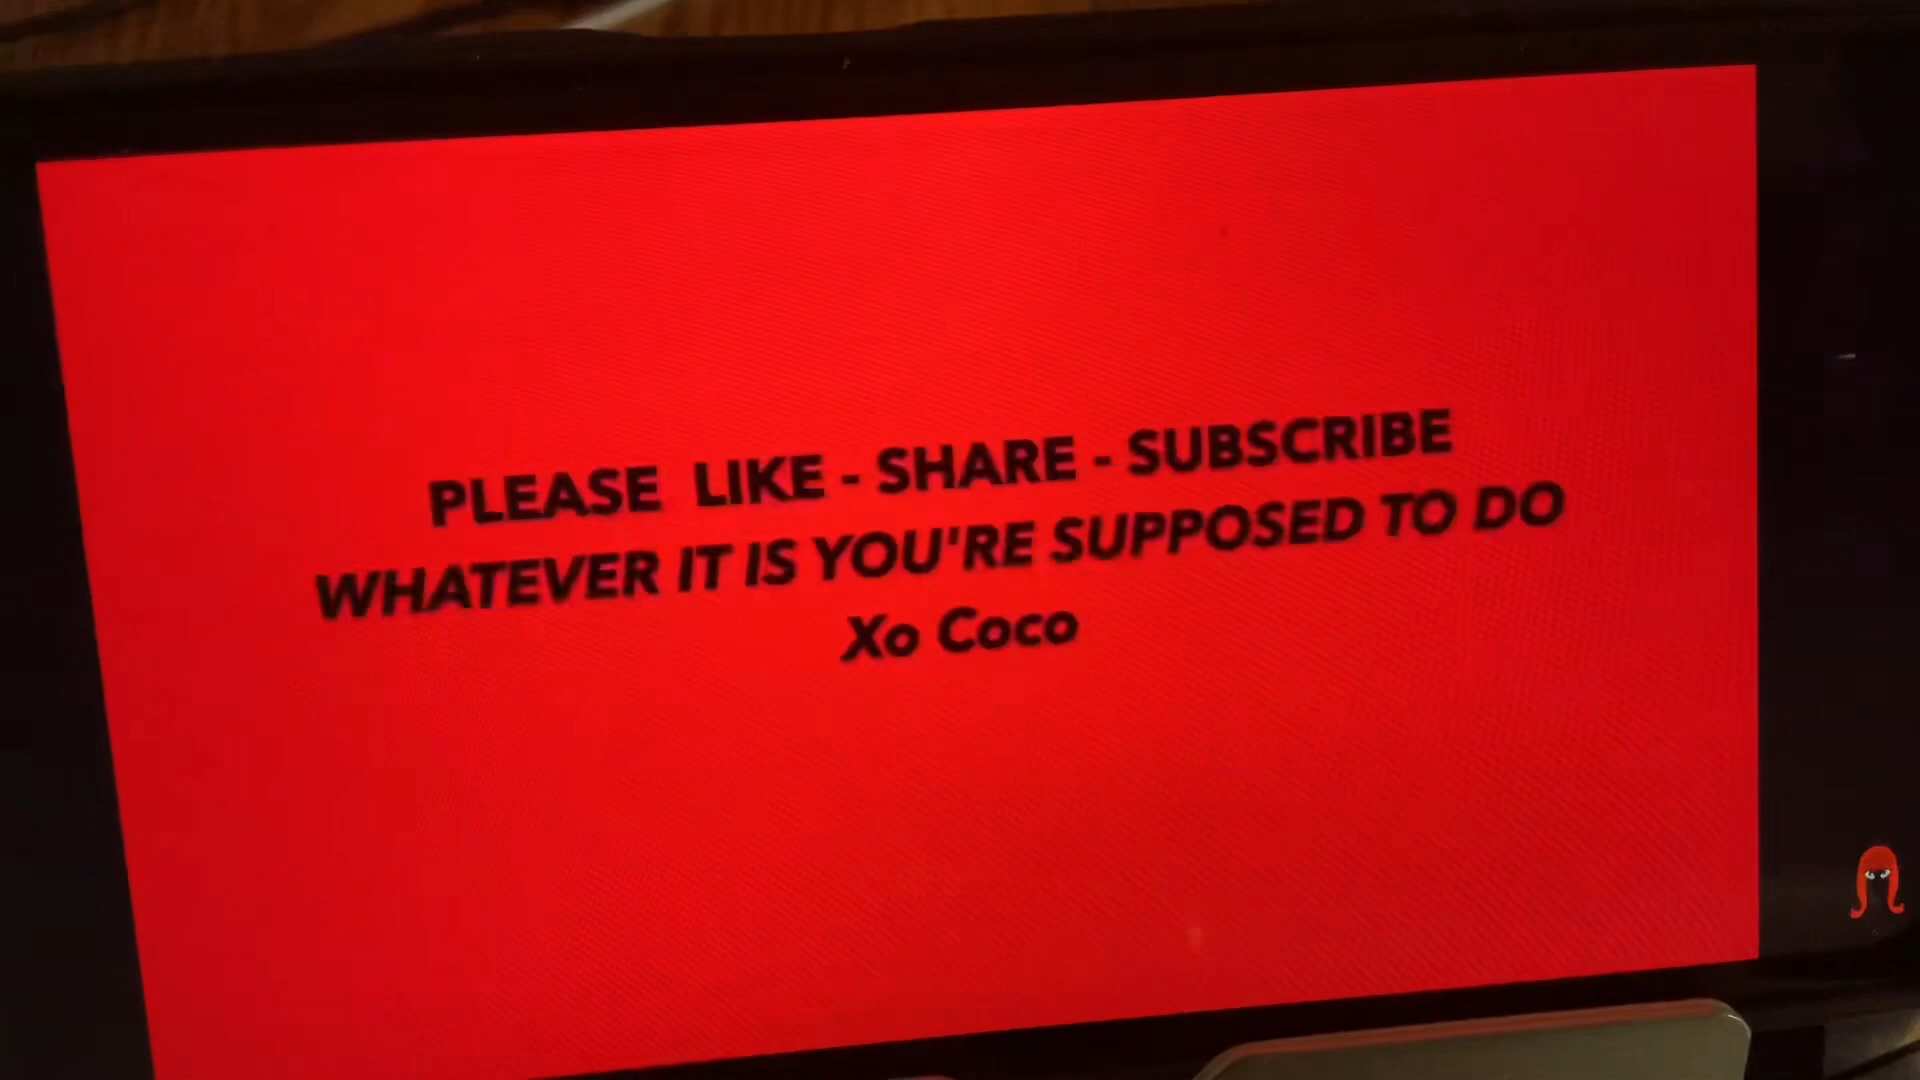 PLEASE LIKE - SHARE - SUBSCRIBE
WHATEVER IT IS YOU'RE SUPPOSED TO DO
Xo Coco